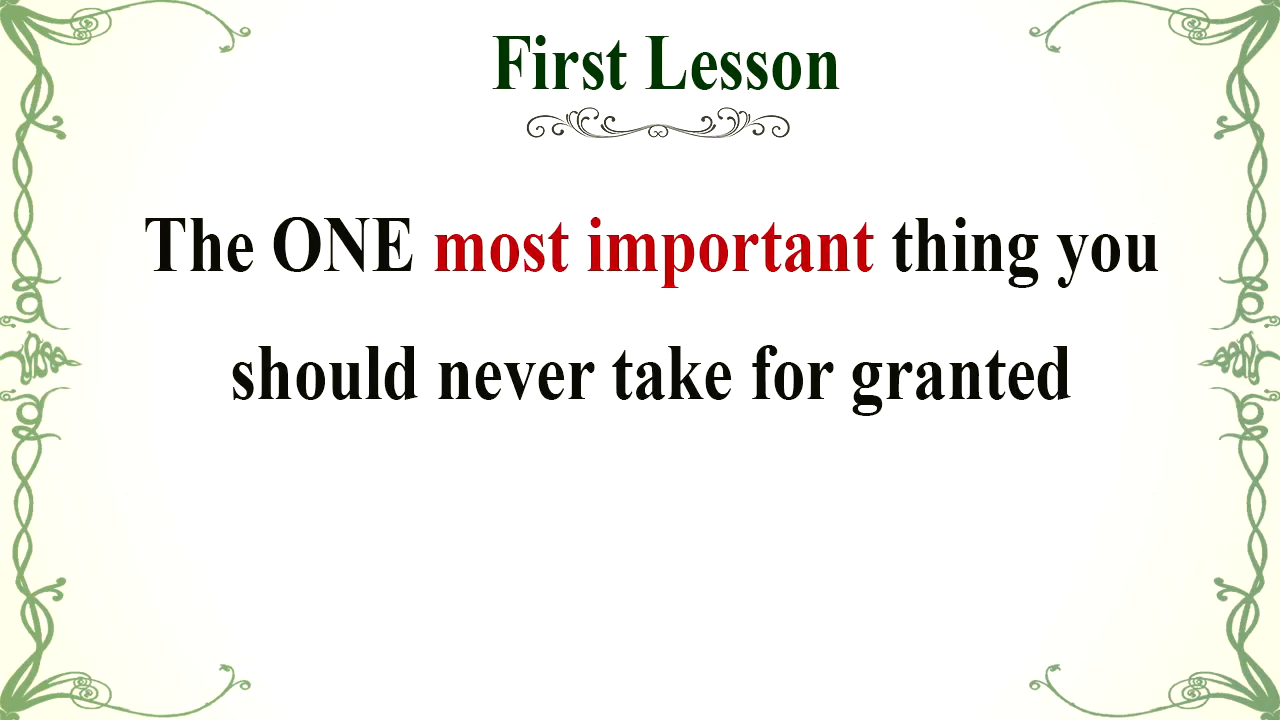 First Lesson
The ONE most important thing you
should never take for granted